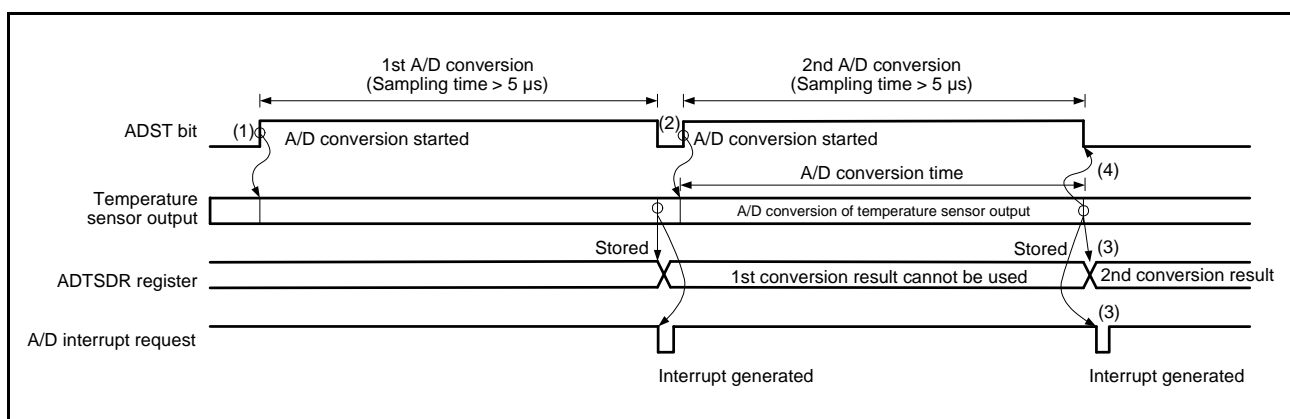 1st A/D conversion
(Sampling time > 5 µs)
2nd A/D conversion
(Sampling time > 5 µs)
ADST bit
(1)
A/D conversion started
(2)
A/D conversion started
(4)
A/D conversion time
Temperature
sensor output
A/D conversion of temperature sensor output
Stored
Stored
(3)
ADTSDR register
1st conversion result cannot be used
2nd conversion result
(3)
A/D interrupt request
Interrupt generated
Interrupt generated